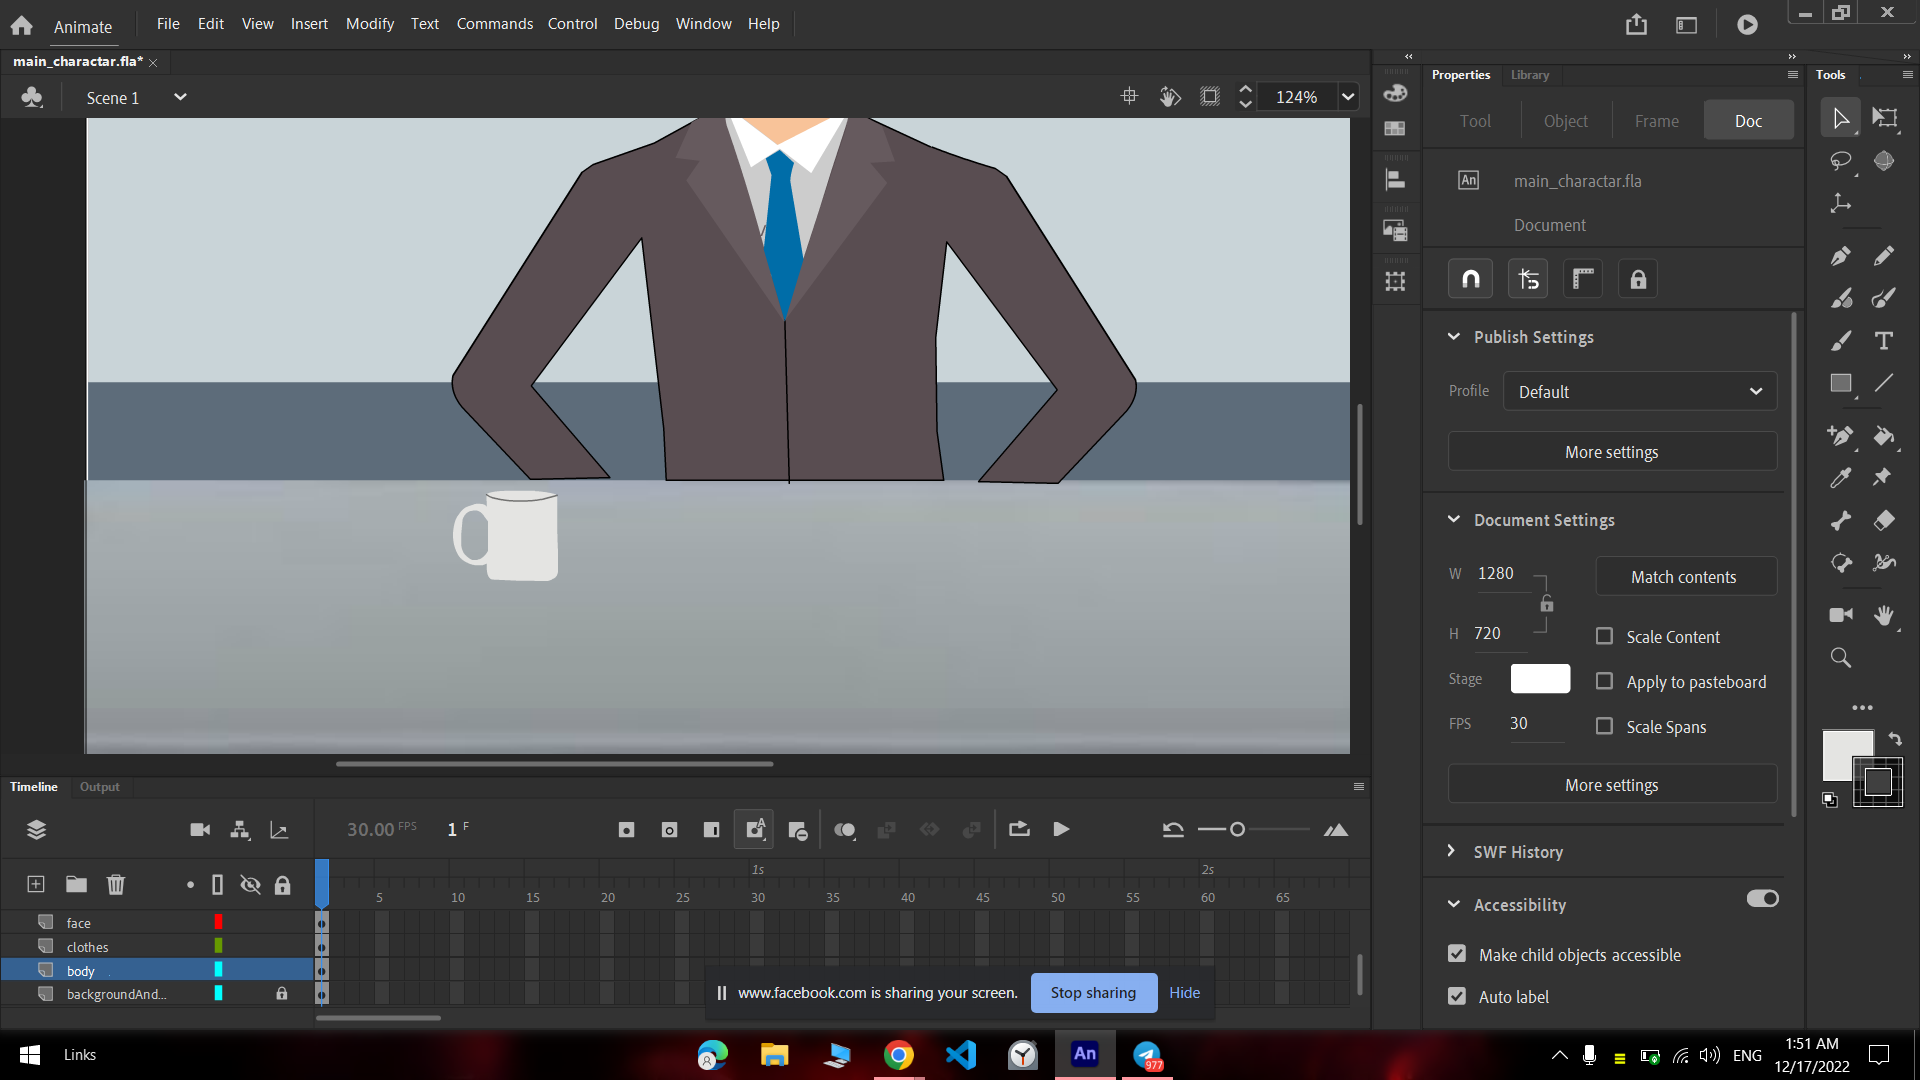 Animate File Edit View Insert Modify Text Commands Control Debug Window Help
main_charactar.fla*
Scene 1 124%
Properties Library Tools
Tool Object Frame Doc
An main_charactar.fla
Document
Publish Settings
Profile Default
More settings
Document Settings
W 1280 Match contents
H 720 Scale Content
Stage Apply to pasteboard
FPS 30 Scale Spans
More settings
SWF History
Accessibility
Make child objects accessible
Auto label
Timeline Output
30.00 FPS 1 F
1s 2s
5 10 15 20 25 30 35 40 45 50 55 60 65
face
clothes
body
backgroundAnd...
www.facebook.com is sharing your screen. Stop sharing Hide
Links An 977 ENG 1:51 AM
12/17/2022